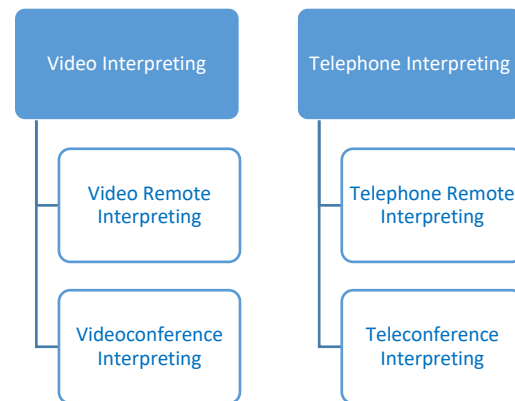 Video Interpreting
Video Remote
Interpreting
Videoconference
Interpreting
Telephone Interpreting
Telephone Remote
Interpreting
Teleconference
Interpreting